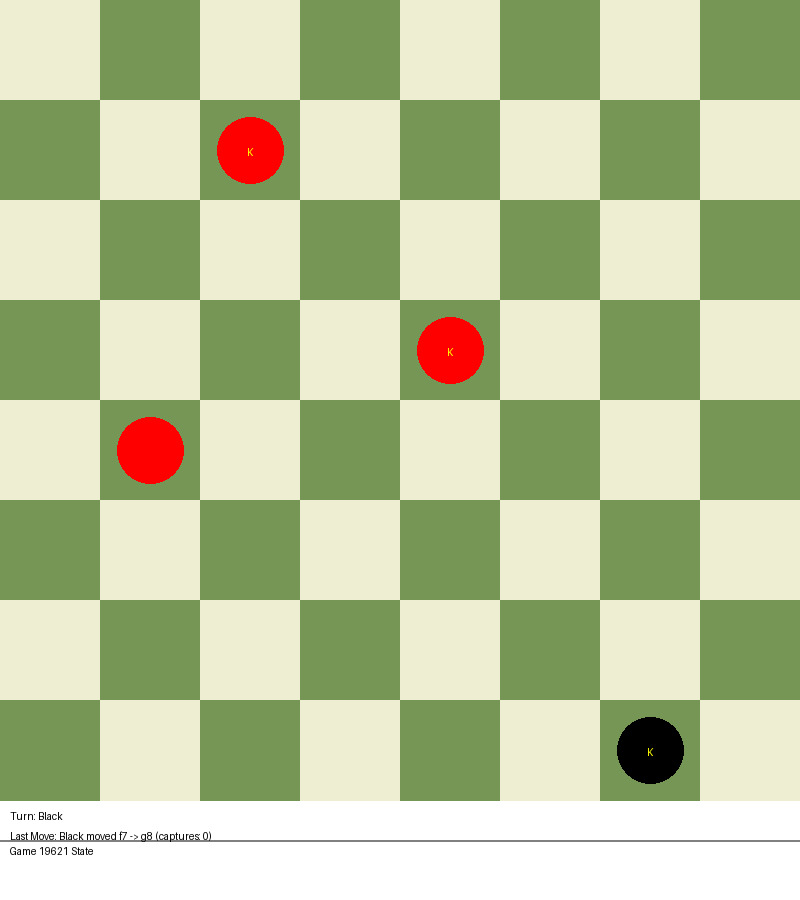 K
K
K
Turn: Black
Last Move: Black moved f7 -> g8 (captures: 0)
Game 19621 State